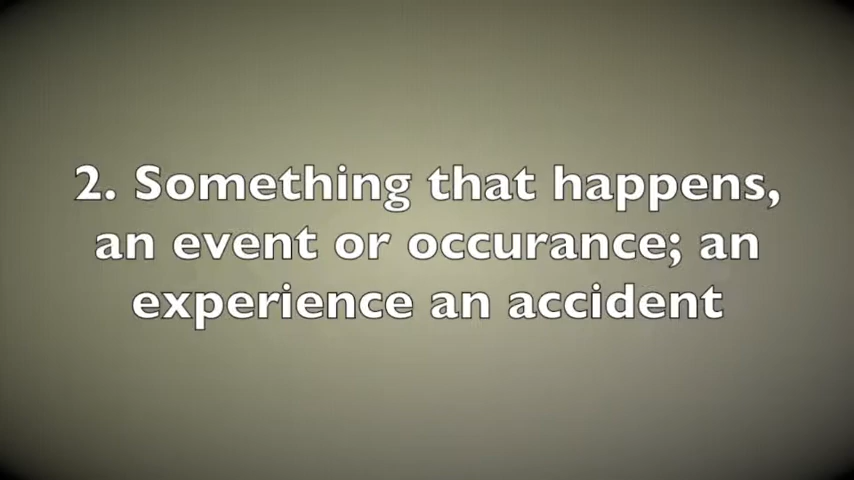 2. Something that happens,
an event or occurance; an
experience an accident